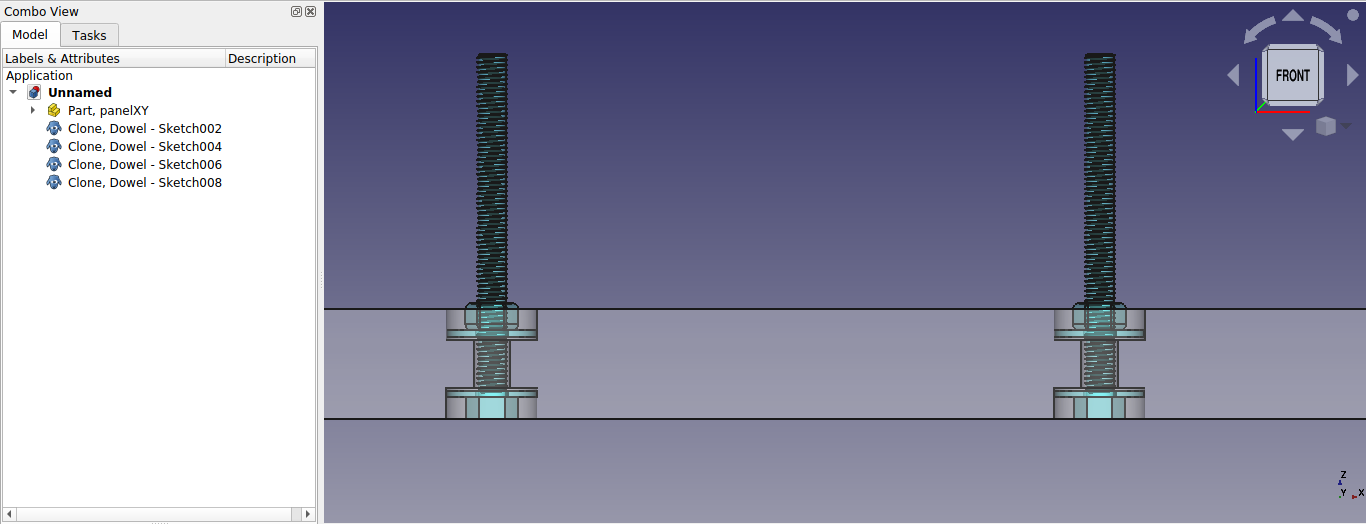 Combo View
Model Tasks
Labels & Attributes Description
Application
Unnamed
Part, panelXY
Clone, Dowel - Sketch002
Clone, Dowel - Sketch004
Clone, Dowel - Sketch006
Clone, Dowel - Sketch008
FRONT
Z
Y X